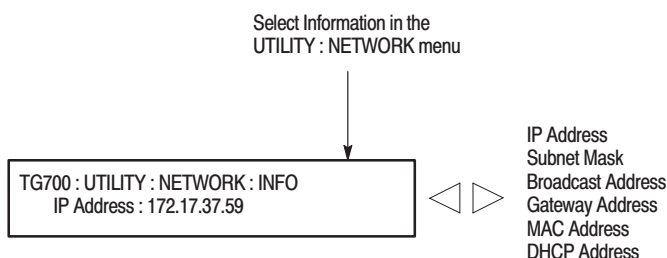 Select Information in the
UTILITY : NETWORK menu
TG700 : UTILITY : NETWORK : INFO
IP Address : 172.17.37.59
IP Address
Subnet Mask
Broadcast Address
Gateway Address
MAC Address
DHCP Address